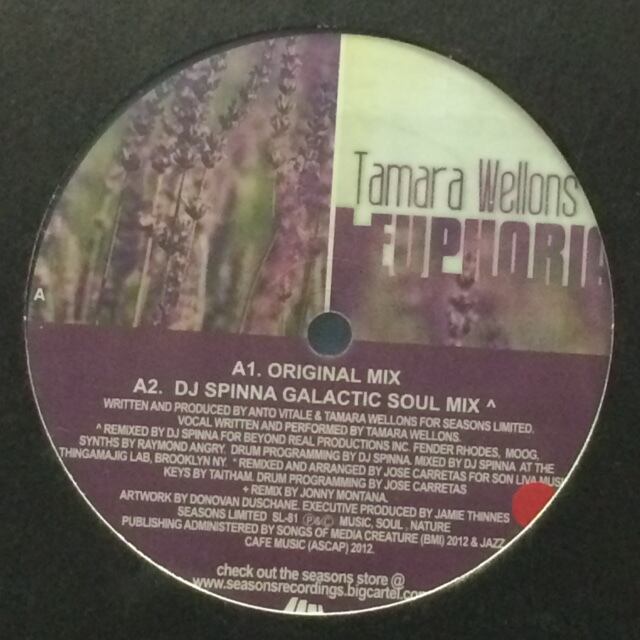 Tamara Wellons
EUPHORIA
A
A1. ORIGINAL MIX
A2. DJ SPINNA GALACTIC SOUL MIX ^
WRITTEN AND PRODUCED BY ANTO VITALE & TAMARA WELLONS FOR SEASONS LIMITED.
VOCAL WRITTEN AND PERFORMED BY TAMARA WELLONS.
^ REMIXED BY DJ SPINNA FOR BEYOND REAL PRODUCTIONS INC. FENDER RHODES, MOOG,
SYNTHS BY RAYMOND ANGRY. DRUM PROGRAMMING BY DJ SPINNA. MIXED BY DJ SPINNA AT THE
THINGAMAJIG LAB, BROOKLYN NY. * REMIXED AND ARRANGED BY JOSE CARRETAS FOR SON LIVA MUSIC
KEYS BY TAITHAM. DRUM PROGRAMMING BY JOSE CARRETAS
+ REMIX BY JONNY MONTANA.
ARTWORK BY DONOVAN DUSCHANE. EXECUTIVE PRODUCED BY JAMIE THINNES
SEASONS LIMITED SL-81 ℗&© MUSIC, SOUL, NATURE
PUBLISHING ADMINISTERED BY SONGS OF MEDIA CREATURE (BMI) 2012 & JAZZ
CAFE MUSIC (ASCAP) 2012.
check out the seasons store @
www.seasonsrecordings.bigcartel.com